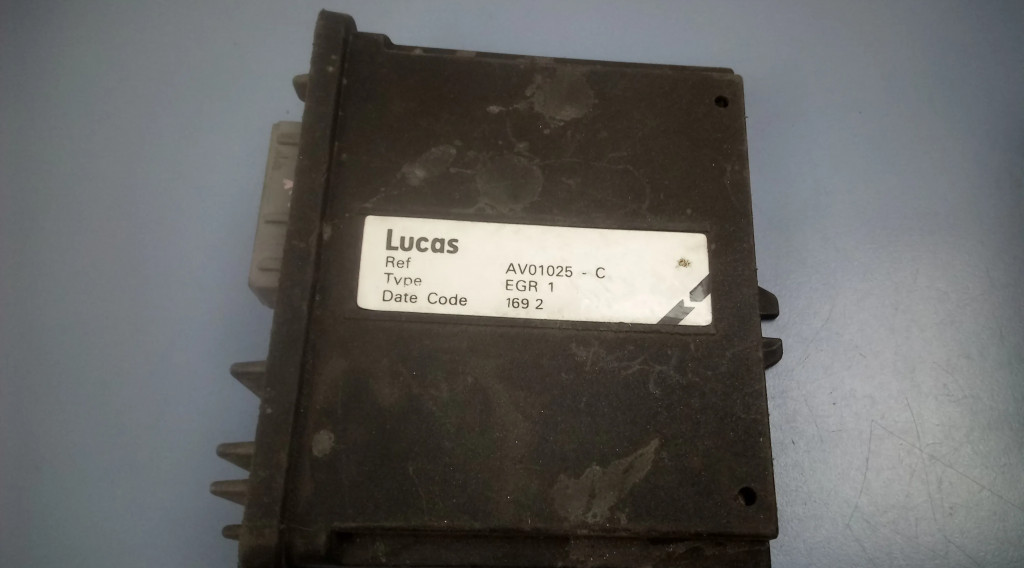 Lucas
Ref AV01025 - C
Type EGR 1
Date Code 169 2